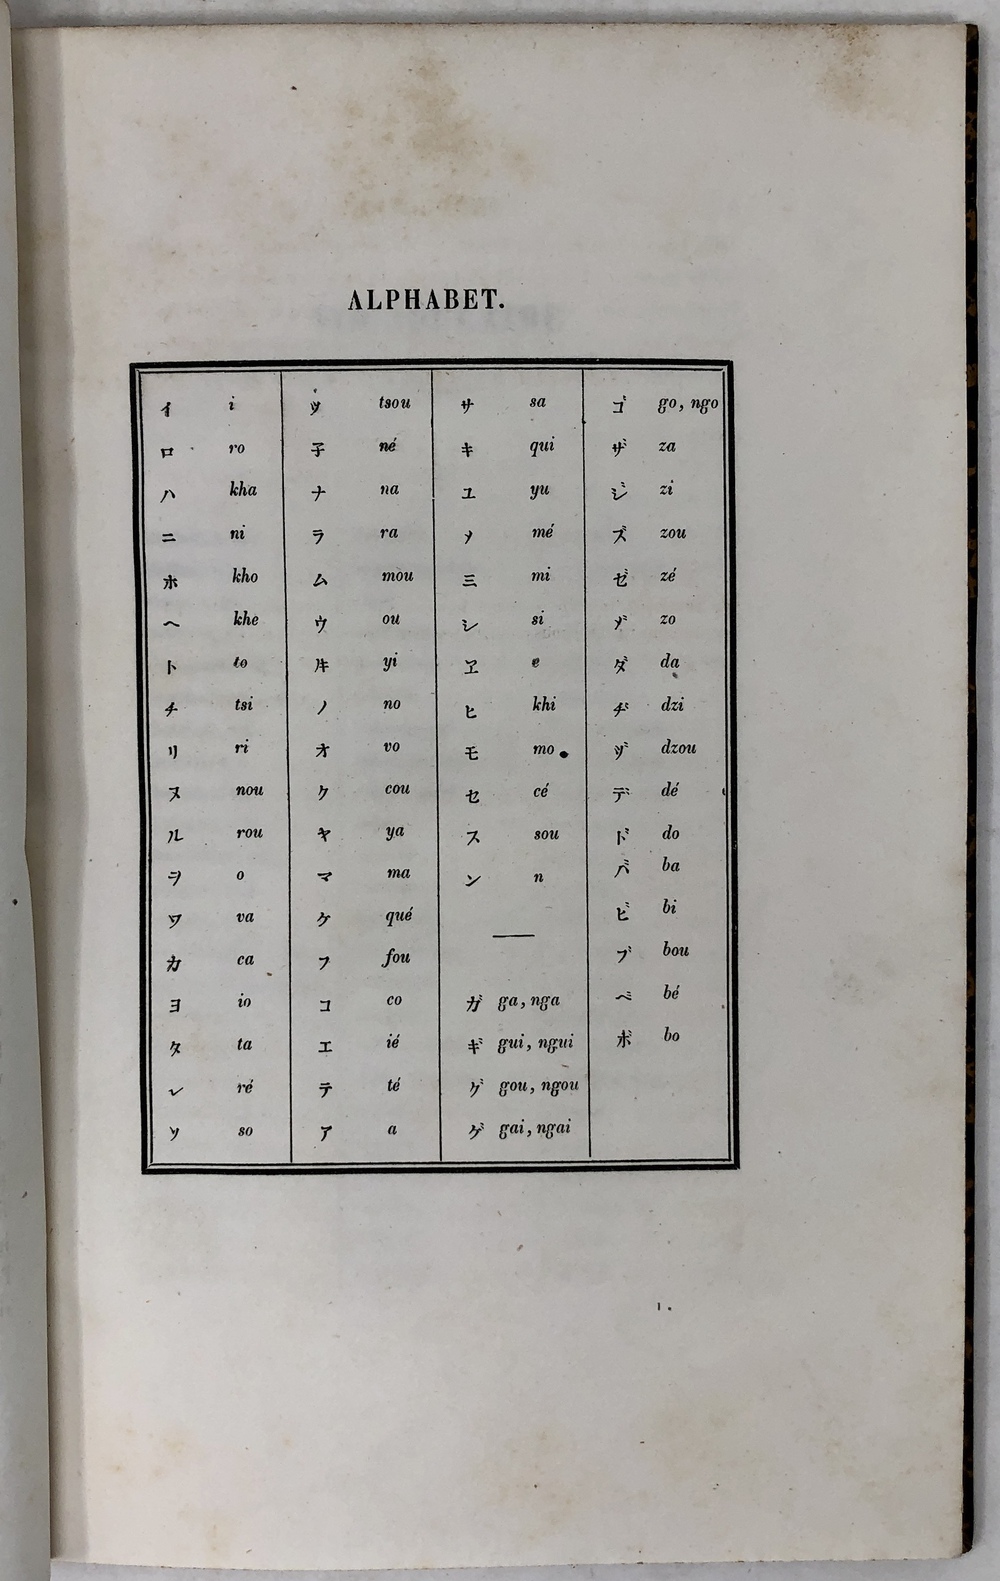 ALPHABET.
イ i
ロ ro
ハ kha
ニ ni
ホ kho
ヘ khe
ト to
チ tsi
リ ri
ヌ nou
ル rou
ヲ o
ワ va
カ ca
ヨ io
タ ta
レ ré
ソ so
ツ tsou
子 né
ナ na
ラ ra
ム mou
ウ ou
ヰ yi
ノ no
オ vo
ク cou
ヤ ya
マ ma
ケ qué
フ fou
コ co
エ ié
テ té
ア a
サ sa
キ qui
ユ yu
メ mé
三 mi
シ si
ヱ e
ヒ khi
モ mo
セ cé
ス sou
ン n
ガ ga, nga
ギ gui, ngui
グ gou, ngou
ゲ gai, ngai
ゴ go, ngo
ザ za
ジ zi
ズ zou
ゼ zé
ゾ zo
ダ da
ヂ dzi
ヅ dzou
デ dé
ド do
バ ba
ビ bi
ブ bou
ベ bé
ボ bo